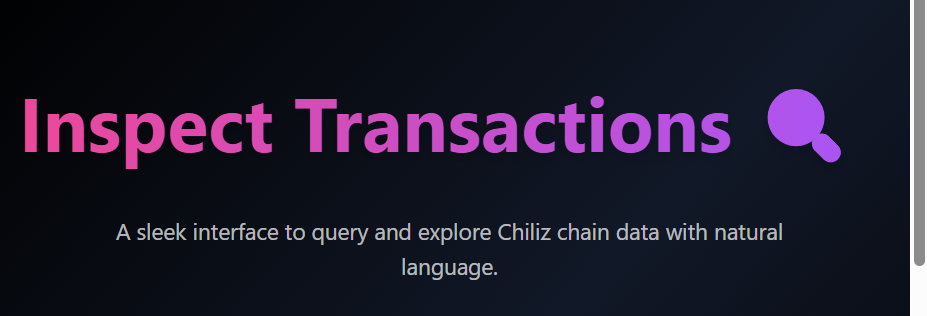 Inspect Transactions 🔍
A sleek interface to query and explore Chiliz chain data with natural
language.